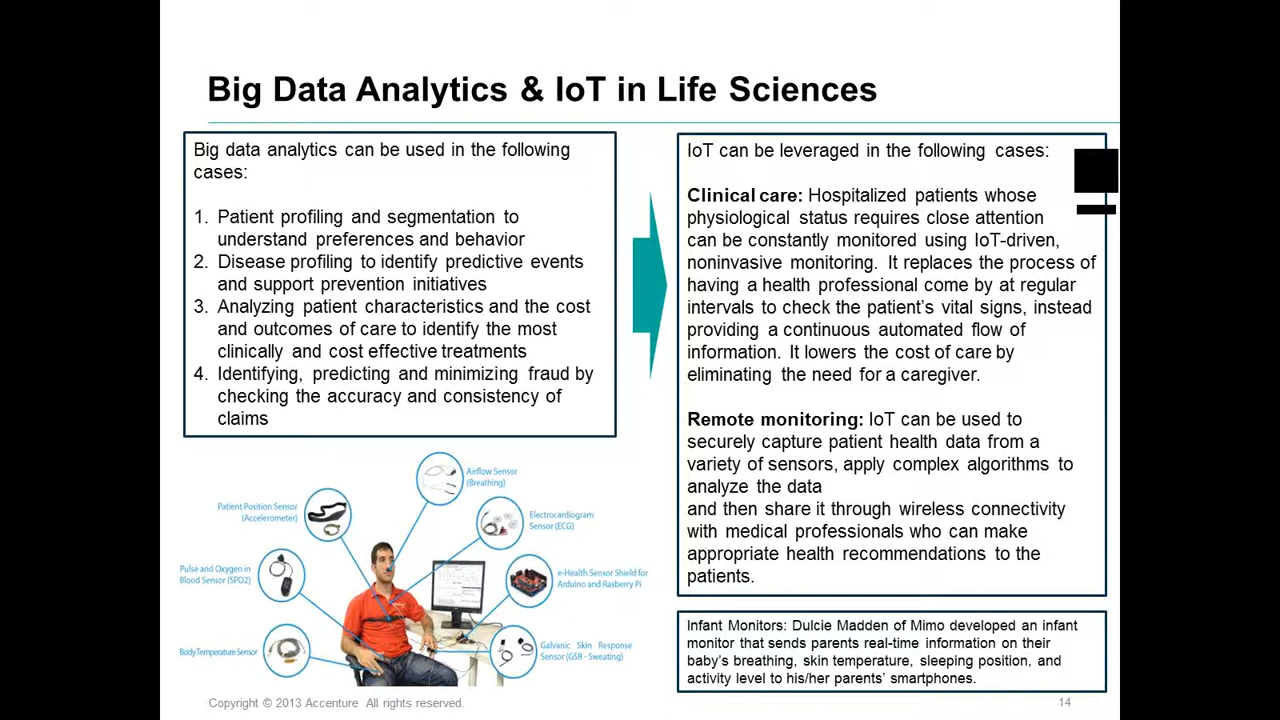 Big Data Analytics & IoT in Life Sciences
Big data analytics can be used in the following
cases:
1. Patient profiling and segmentation to
understand preferences and behavior
2. Disease profiling to identify predictive events
and support prevention initiatives
3. Analyzing patient characteristics and the cost
and outcomes of care to identify the most
clinically and cost effective treatments
4. Identifying, predicting and minimizing fraud by
checking the accuracy and consistency of
claims
IoT can be leveraged in the following cases:
Clinical care: Hospitalized patients whose
physiological status requires close attention
can be constantly monitored using IoT-driven,
noninvasive monitoring. It replaces the process of
having a health professional come by at regular
intervals to check the patient's vital signs, instead
providing a continuous automated flow of
information. It lowers the cost of care by
eliminating the need for a caregiver.
Remote monitoring: IoT can be used to
securely capture patient health data from a
variety of sensors, apply complex algorithms to
analyze the data
and then share it through wireless connectivity
with medical professionals who can make
appropriate health recommendations to the
patients.
Airflow Sensor
(Breathing)
Patient Position Sensor
(Accelerometer)
Electrocardiogram
Sensor (ECG)
Pulse and Oxygen in
Blood Sensor (SPO2)
e-Health Sensor Shield for
Arduino and Rasberry Pi
Body Temperature Sensor
Galvanic Skin Response
Sensor (GSR - Sweating)
Infant Monitors: Dulcie Madden of Mimo developed an infant
monitor that sends parents real-time information on their
baby's breathing, skin temperature, sleeping position, and
activity level to his/her parents' smartphones.
Copyright © 2013 Accenture All rights reserved.
14